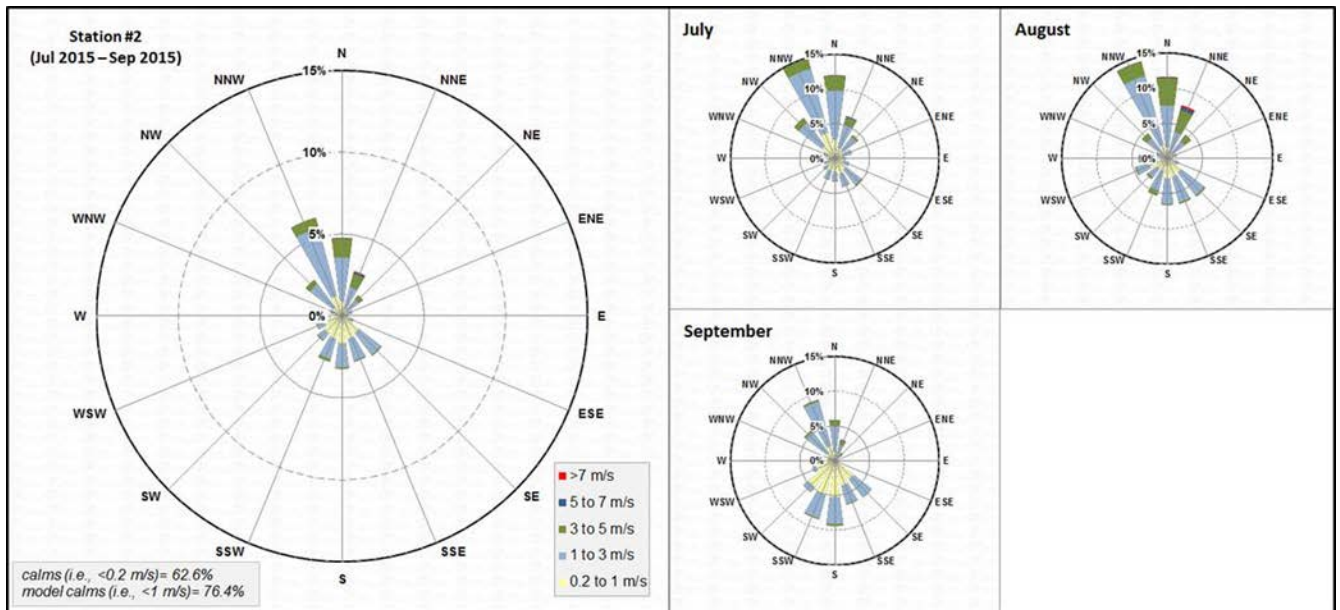 Station #2
(Jul 2015 – Sep 2015)
N
NNE
NE
ENE
E
ESE
SE
SSE
S
SSW
SW
WSW
W
WNW
NW
NNW
15%
10%
5%
0%
>7 m/s
5 to 7 m/s
3 to 5 m/s
1 to 3 m/s
0.2 to 1 m/s
calms (i.e., <0.2 m/s)= 62.6%
model calms (i.e., <1 m/s)= 76.4%
July
N
NNE
NE
ENE
E
ESE
SE
SSE
S
SSW
SW
WSW
W
WNW
NW
NNW
15%
10%
5%
0%
August
N
NNE
NE
ENE
E
ESE
SE
SSE
S
SSW
SW
WSW
W
WNW
NW
NNW
15%
10%
5%
0%
September
N
NNE
NE
ENE
E
ESE
SE
SSE
S
SSW
SW
WSW
W
WNW
NW
NNW
15%
10%
5%
0%